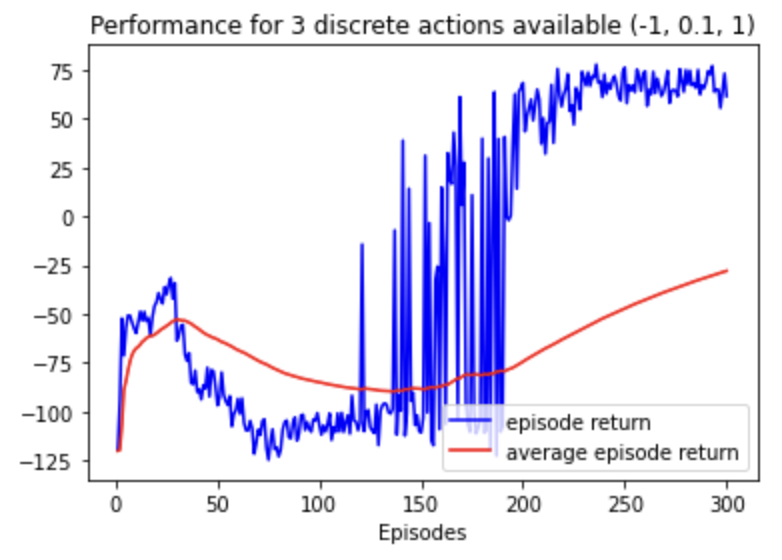 Performance for 3 discrete actions available (-1, 0.1, 1)
75
50
25
0
−25
−50
−75
−100
−125
episode return
average episode return
0 50 100 150 200 250 300
Episodes